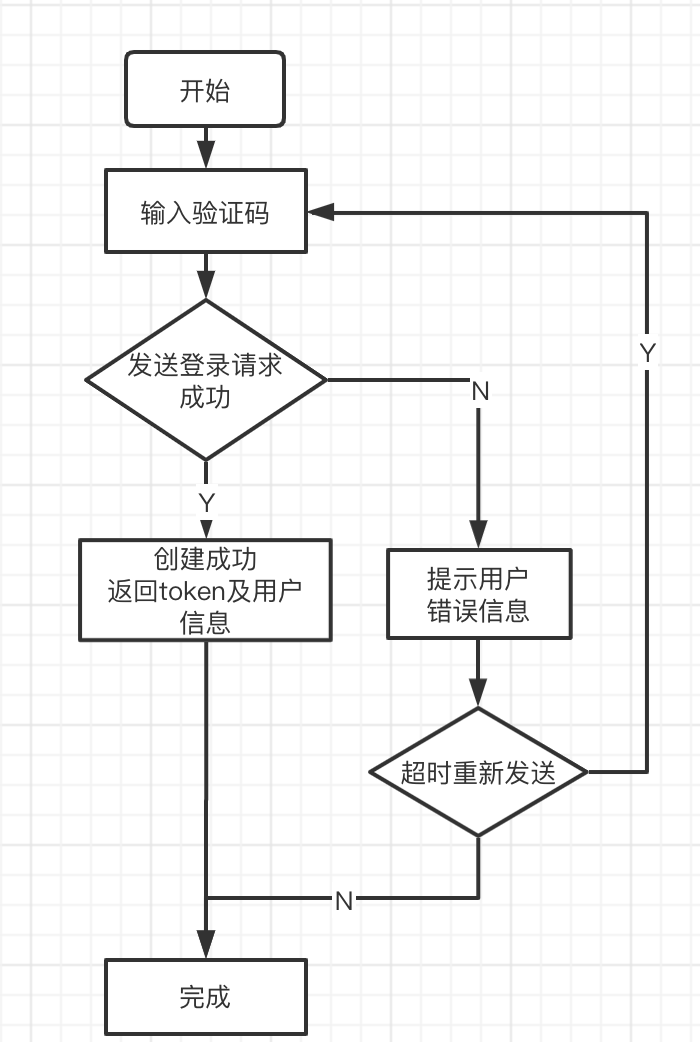 开始
输入验证码
发送登录请求
成功
N
Y
Y
创建成功
返回token及用户
信息
提示用户
错误信息
超时重新发送
N
完成